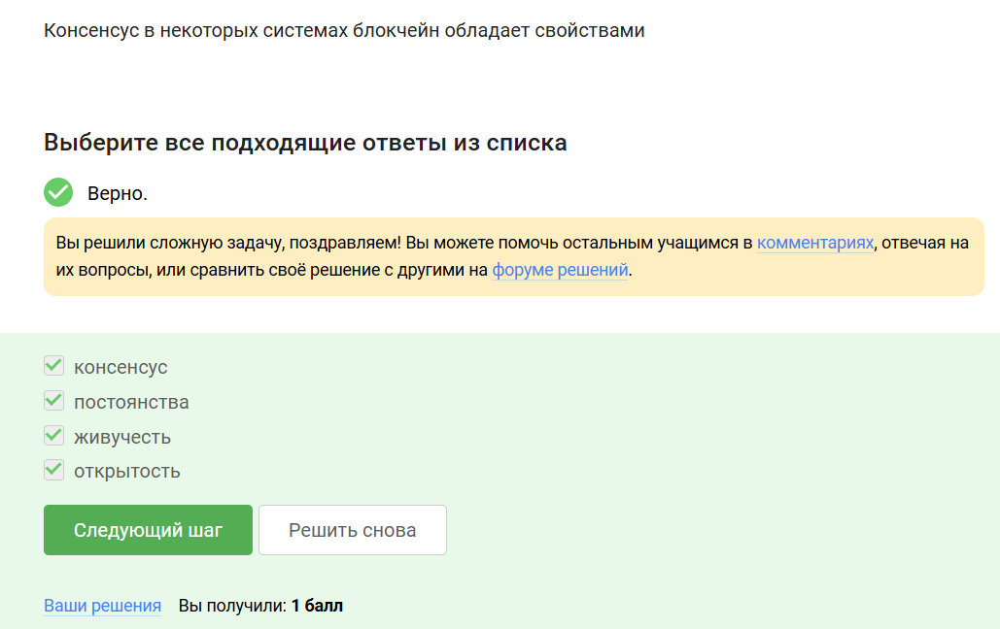 Консенсус в некоторых системах блокчейн обладает свойствами
Выберите все подходящие ответы из списка
Верно.
Вы решили сложную задачу, поздравляем! Вы можете помочь остальным учащимся в комментариях, отвечая на
их вопросы, или сравнить своё решение с другими на форуме решений.
консенсус
постоянства
живучесть
открытость
Следующий шаг Решить снова
Ваши решения Вы получили: 1 балл